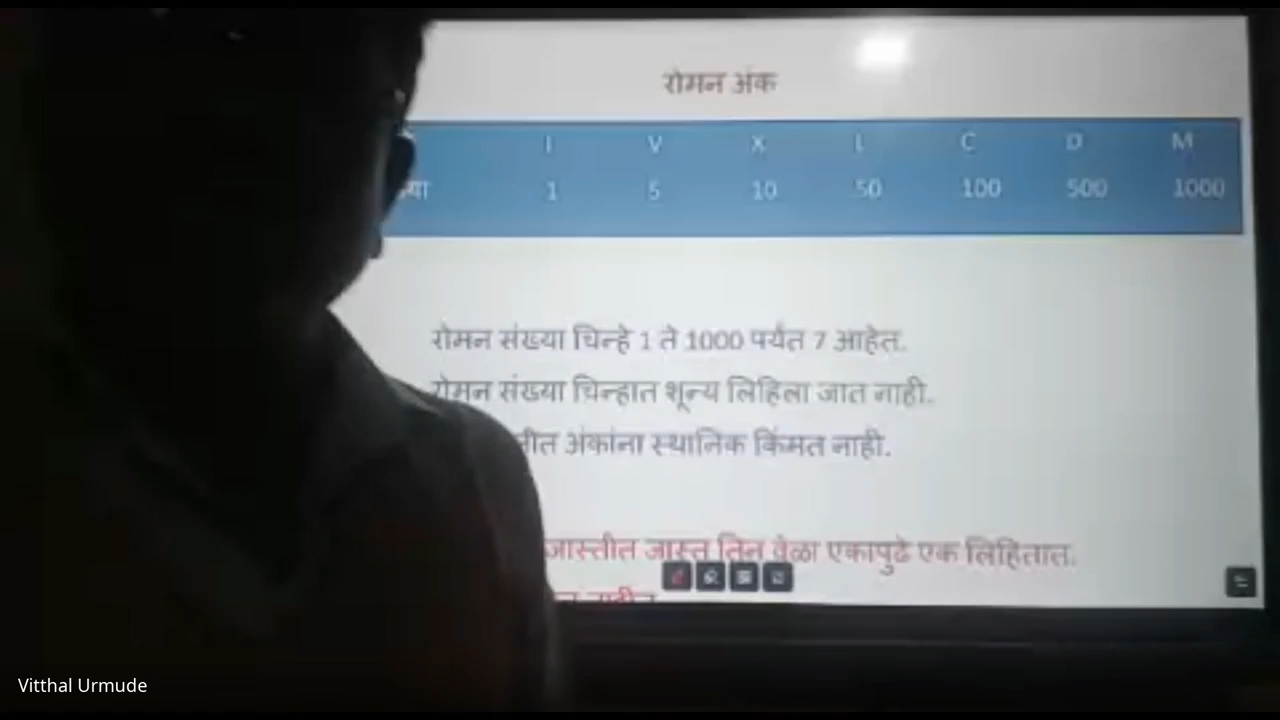 रोमन अंक
I V X L C D M
1 5 10 50 100 500 1000
रोमन संख्या चिन्हे 1 ते 1000 पर्यंत 7 आहेत.
रोमन संख्या चिन्हात शून्य लिहिला जात नाही.
अंकांना स्थानिक किंमत नाही.
जास्तीत जास्त तिन वेळा एकापुढे एक लिहितात.
Vitthal Urmude